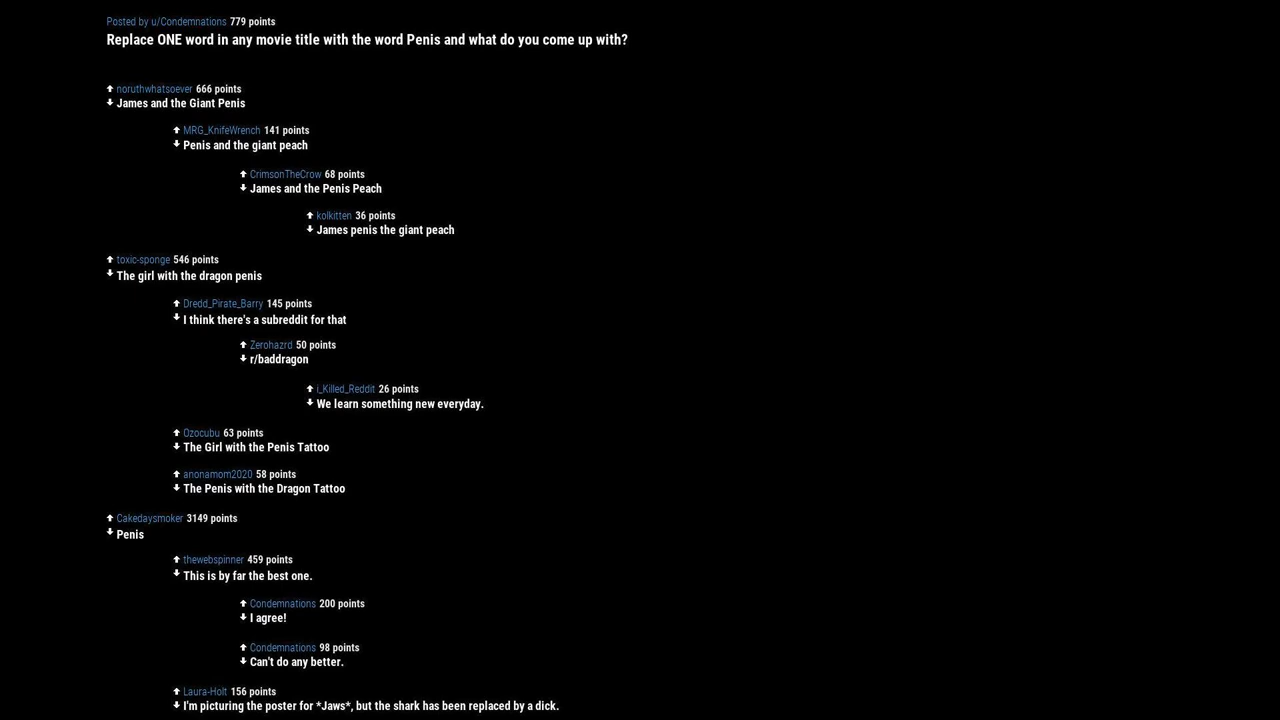 Posted by u/Condemnations 779 points
Replace ONE word in any movie title with the word Penis and what do you come up with?
noruthwhatsoever 666 points
James and the Giant Penis
MRG_KnifeWrench 141 points
Penis and the giant peach
CrimsonTheCrow 68 points
James and the Penis Peach
kolkitten 36 points
James penis the giant peach
toxic-sponge 546 points
The girl with the dragon penis
Dredd_Pirate_Barry 145 points
I think there's a subreddit for that
Zerohazrd 50 points
r/baddragon
i_Killed_Reddit 26 points
We learn something new everyday.
Ozocubu 63 points
The Girl with the Penis Tattoo
anonamom2020 58 points
The Penis with the Dragon Tattoo
Cakedaysmoker 3149 points
Penis
thewebspinner 459 points
This is by far the best one.
Condemnations 200 points
I agree!
Condemnations 98 points
Can't do any better.
Laura-Holt 156 points
I'm picturing the poster for *Jaws*, but the shark has been replaced by a dick.